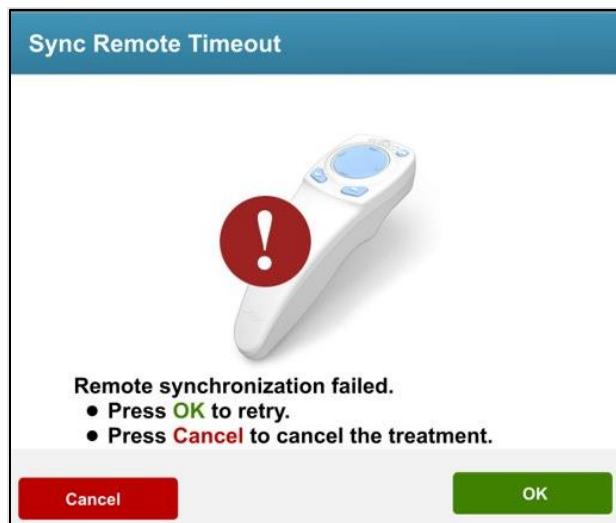 Sync Remote Timeout
Remote synchronization failed.
● Press OK to retry.
● Press Cancel to cancel the treatment.
Cancel
OK